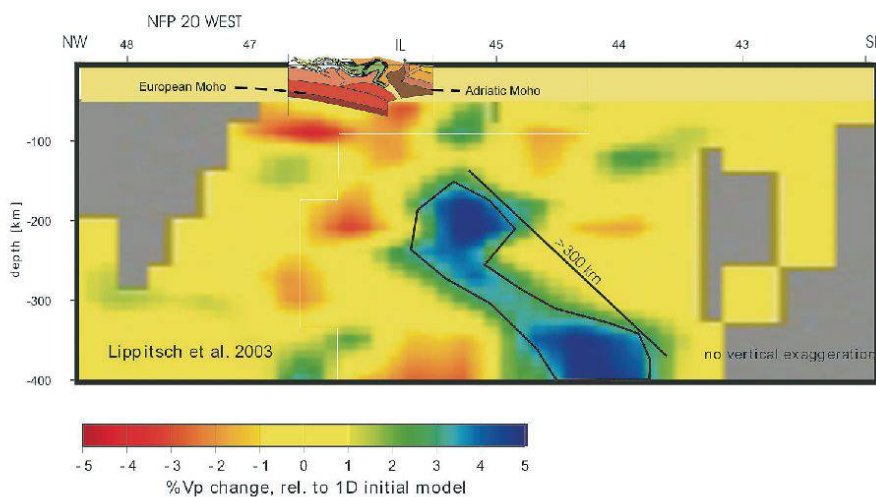 NFP 20 WEST
NW 48 47 IL 45 44 43
European Moho
Adriatic Moho
-100
-200
-300
-400
depth [km]
>300 km
Lippitsch et al. 2003
no vertical exaggeration
-5 -4 -3 -2 -1 0 1 2 3 4 5
%Vp change, rel. to 1D initial model